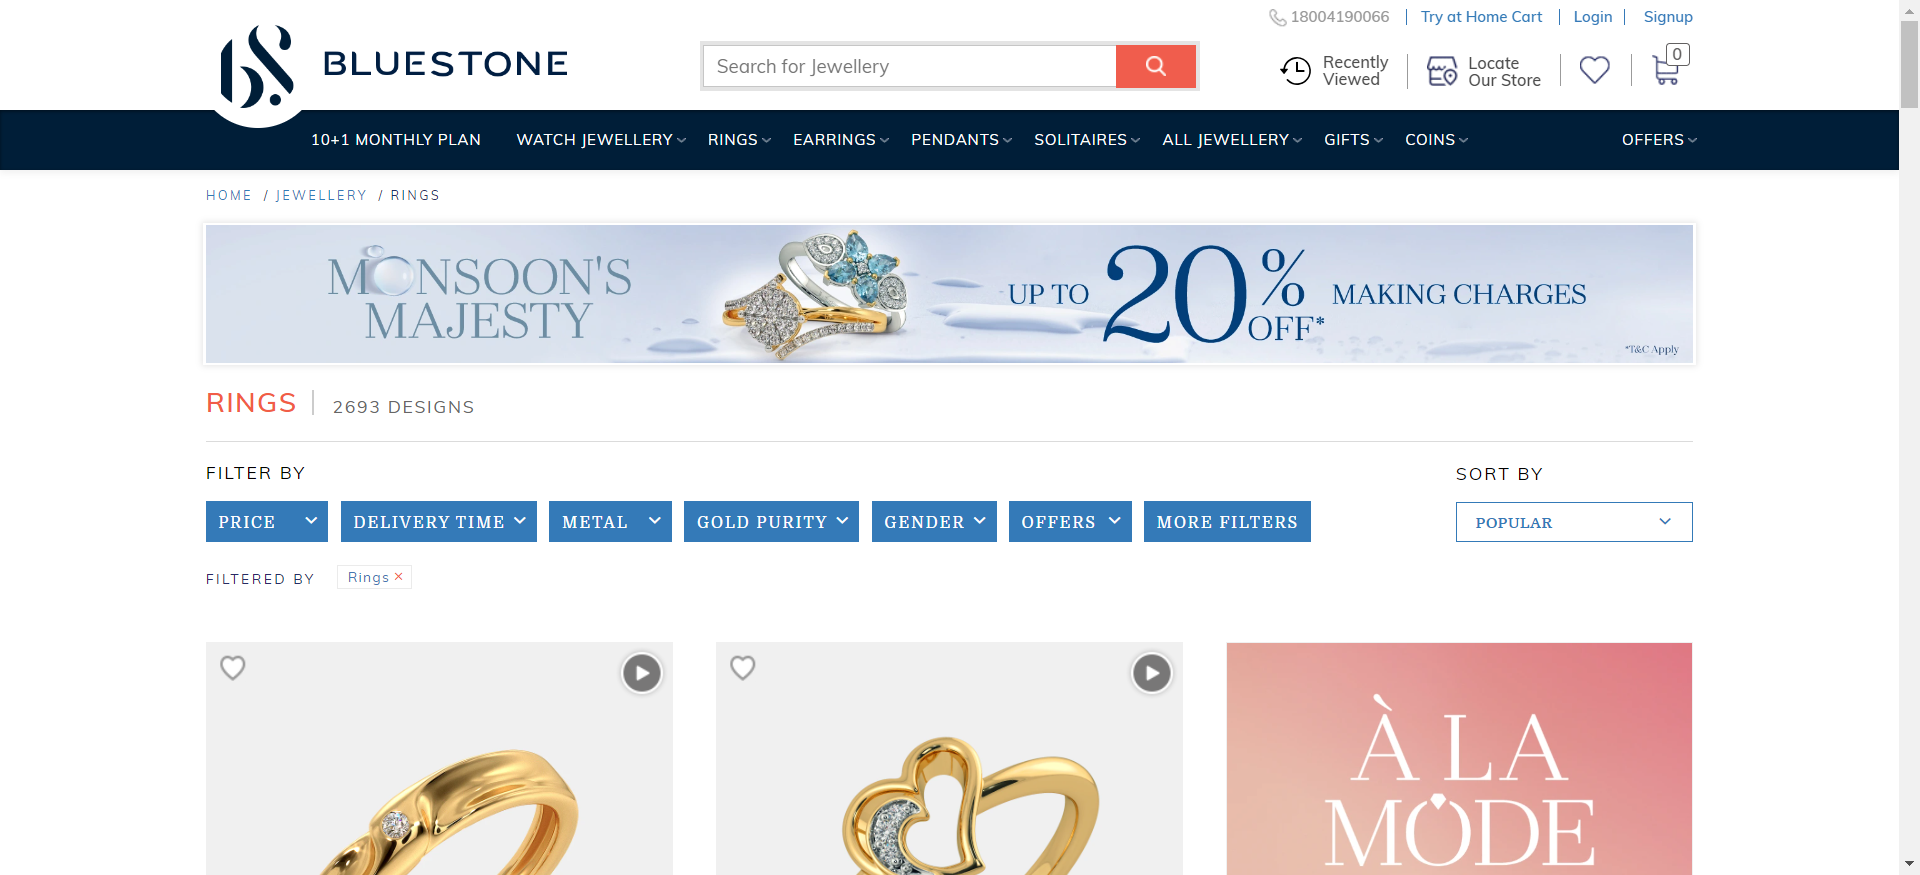 18004190066
Try at Home Cart
Login
Signup
BLUESTONE
Search for Jewellery
Recently
Viewed
Locate
Our Store
0
10+1 MONTHLY PLAN
WATCH JEWELLERY
RINGS
EARRINGS
PENDANTS
SOLITAIRES
ALL JEWELLERY
GIFTS
COINS
OFFERS
HOME / JEWELLERY / RINGS
MONSOON'S
MAJESTY
UP TO 20% OFF* MAKING CHARGES
*T&C Apply
RINGS
2693 DESIGNS
FILTER BY
SORT BY
PRICE
DELIVERY TIME
METAL
GOLD PURITY
GENDER
OFFERS
MORE FILTERS
POPULAR
FILTERED BY
Rings ×
À LA
MODE